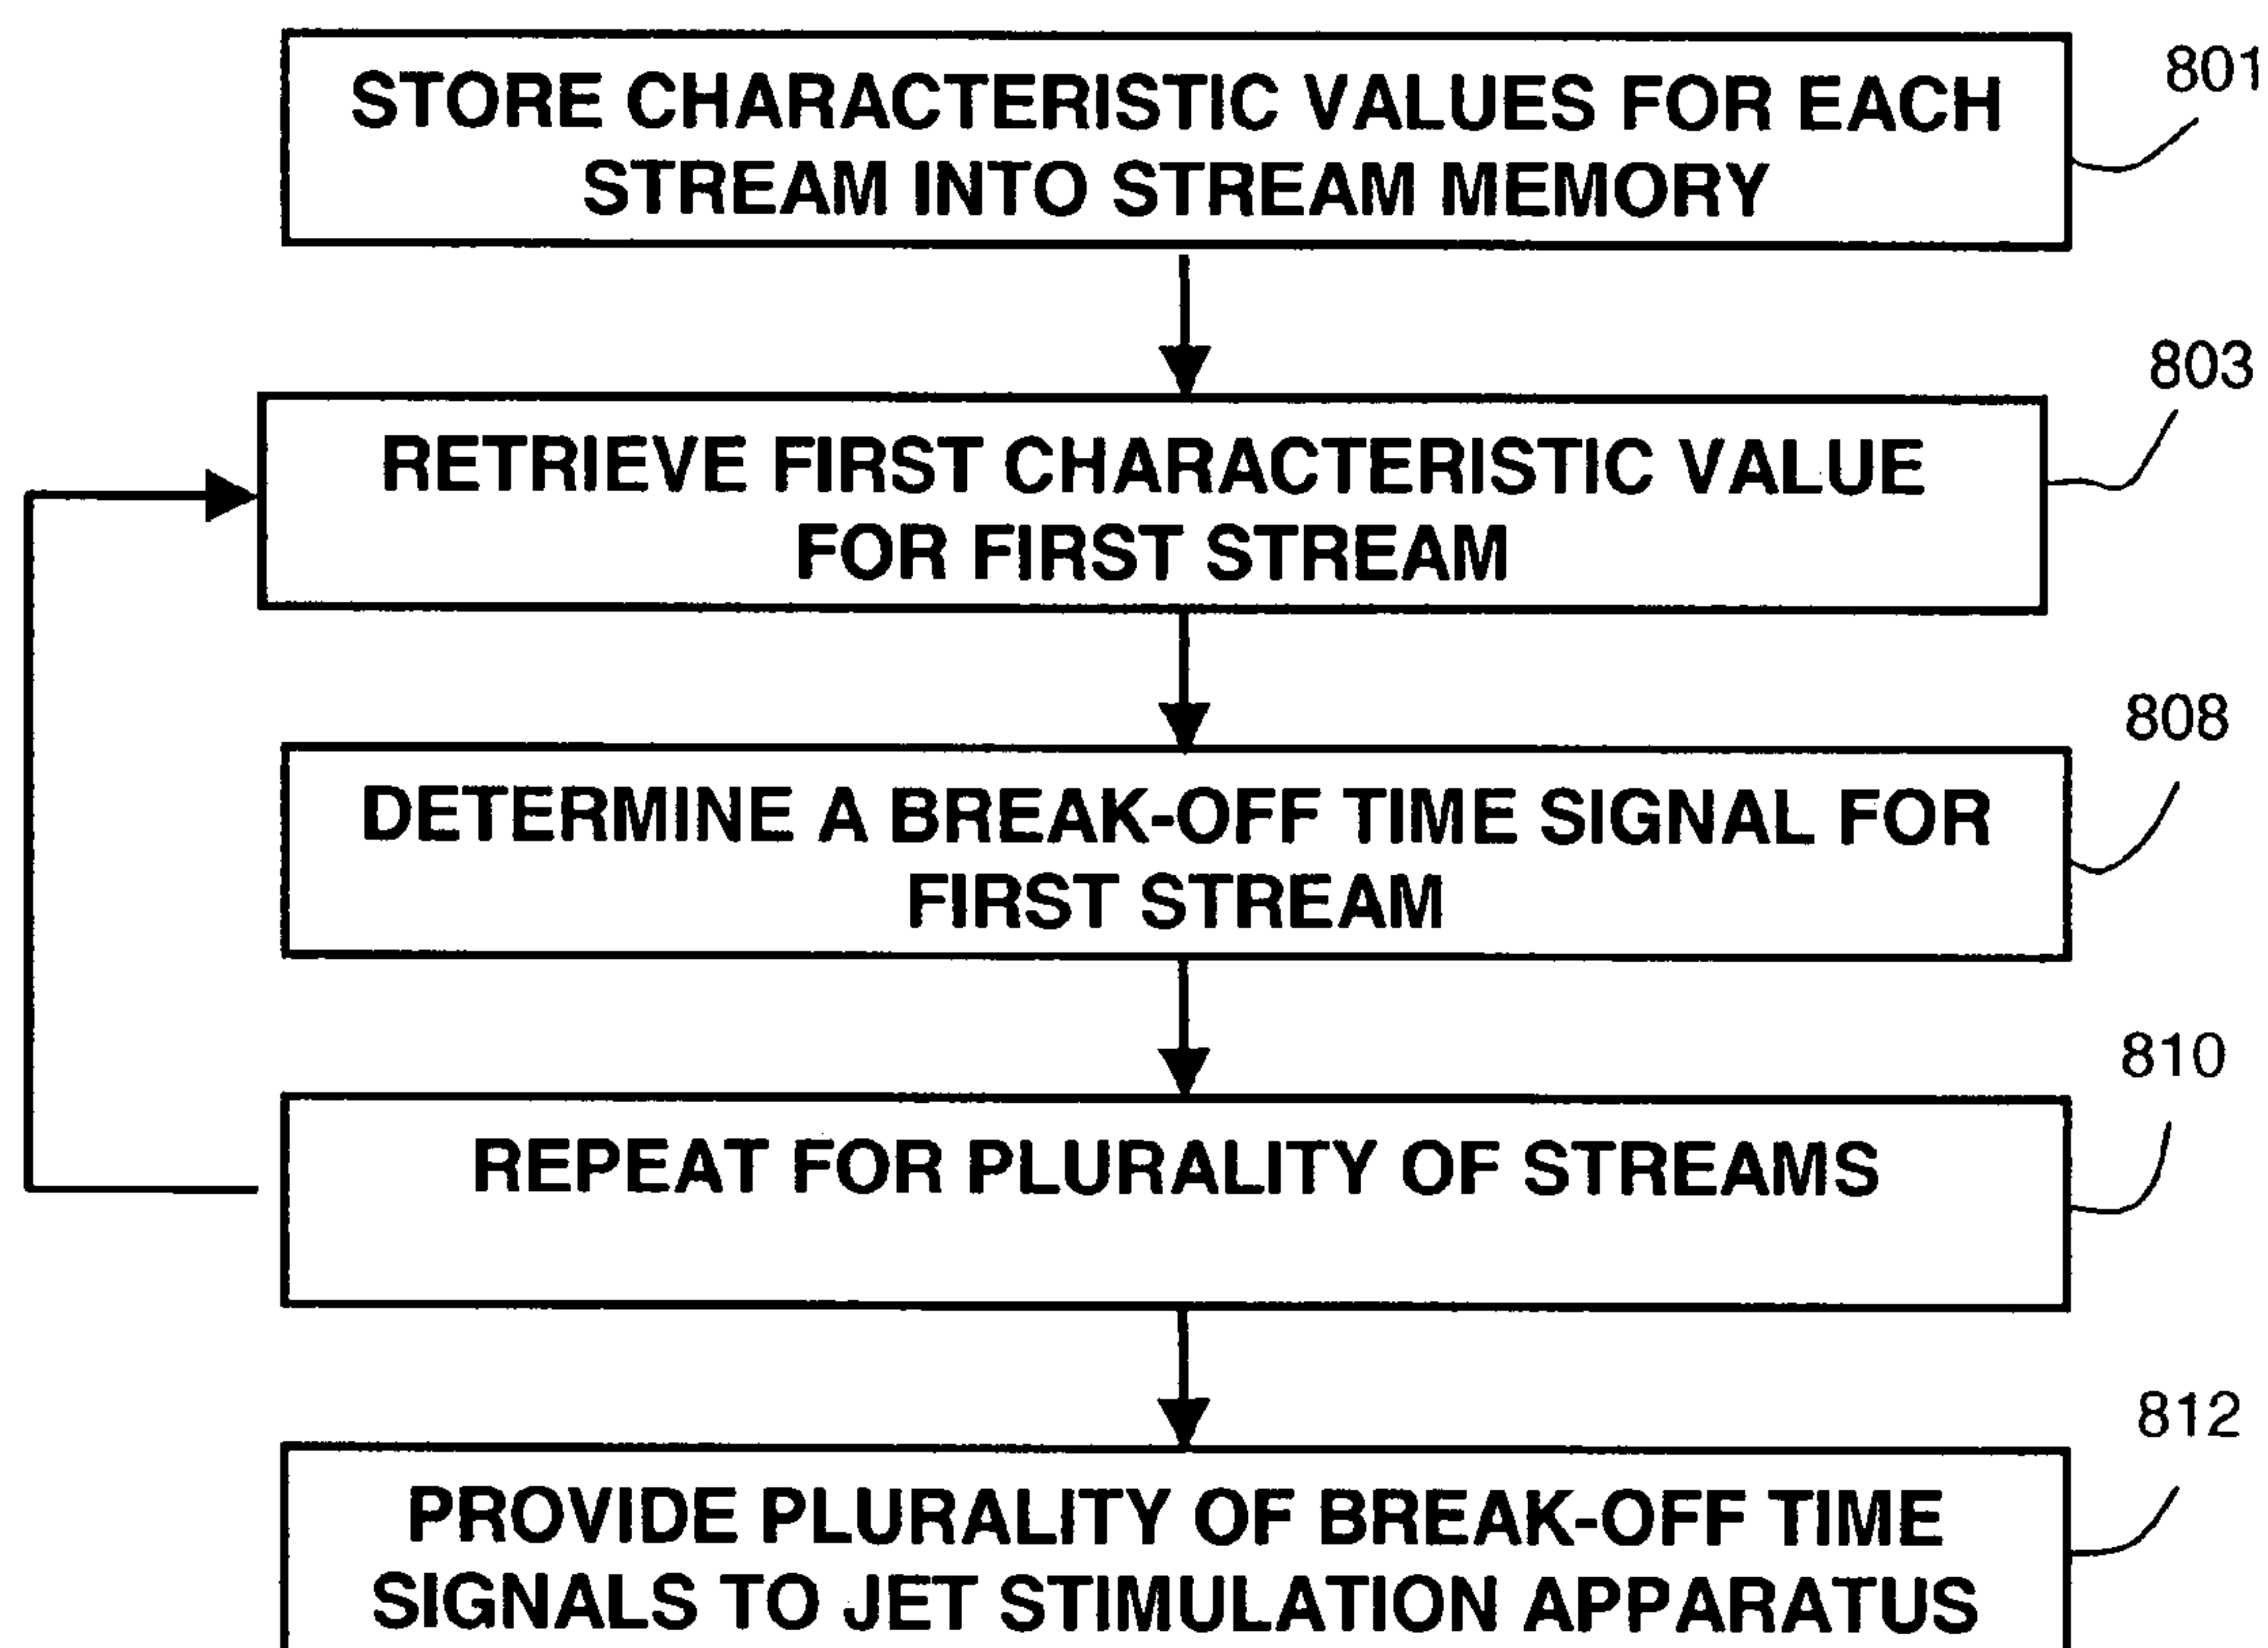 STORE CHARACTERISTIC VALUES FOR EACH
STREAM INTO STREAM MEMORY
801
RETRIEVE FIRST CHARACTERISTIC VALUE
FOR FIRST STREAM
803
DETERMINE A BREAK-OFF TIME SIGNAL FOR
FIRST STREAM
808
REPEAT FOR PLURALITY OF STREAMS
810
PROVIDE PLURALITY OF BREAK-OFF TIME
SIGNALS TO JET STIMULATION APPARATUS
812